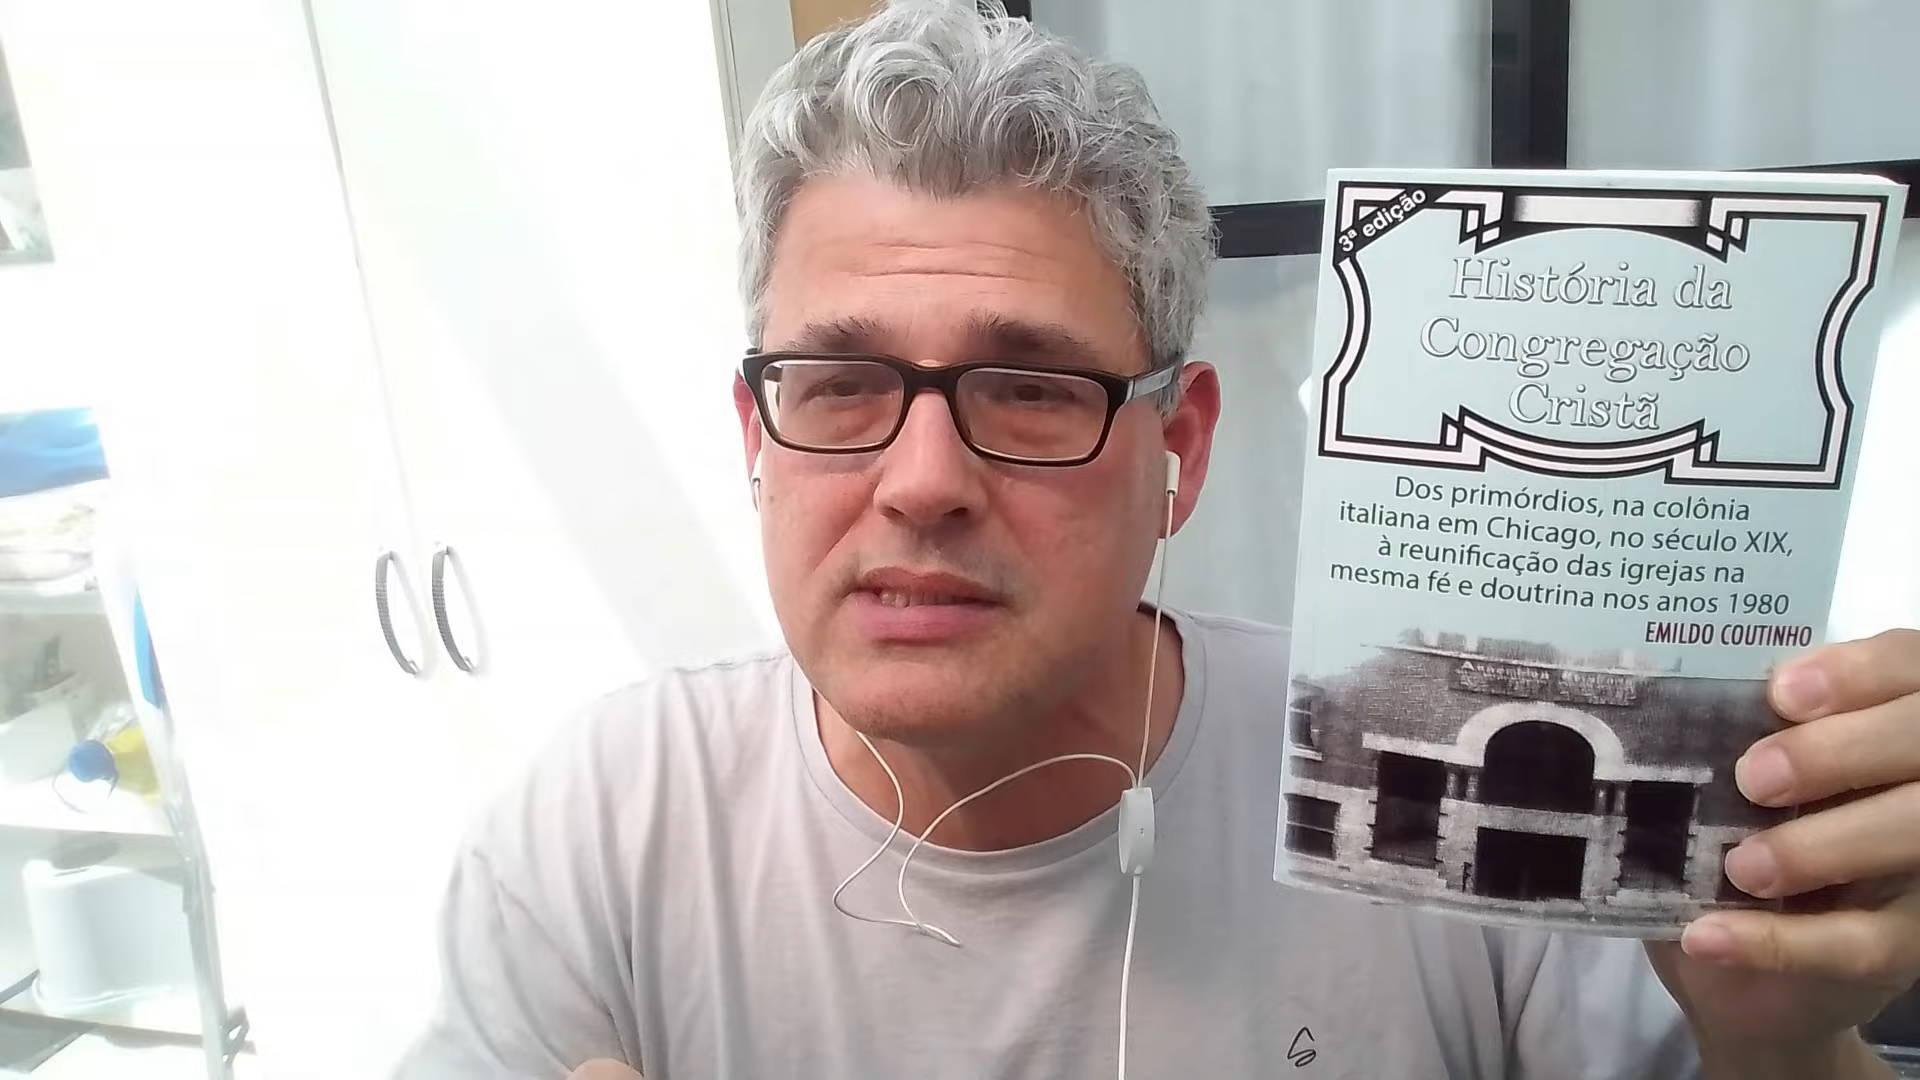 3ª edição
História da
Congregação
Cristã
Dos primórdios, na colônia
italiana em Chicago, no século XIX,
à reunificação das igrejas na
mesma fé e doutrina nos anos 1980
EMILDO COUTINHO